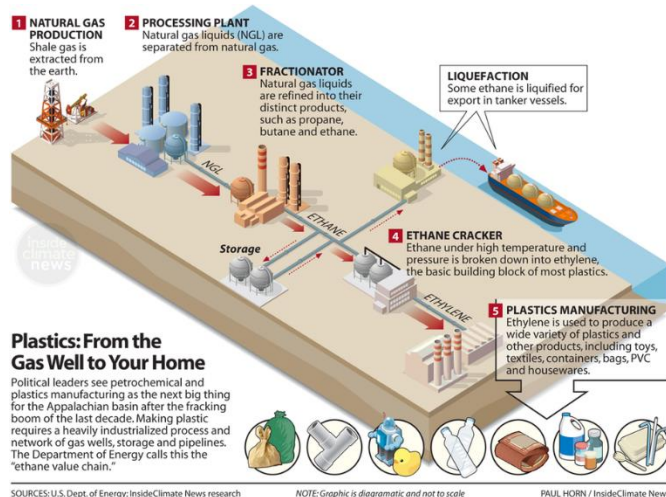 1 NATURAL GAS
PRODUCTION
Shale gas is
extracted from
the earth.
2 PROCESSING PLANT
Natural gas liquids (NGL) are
separated from natural gas.
3 FRACTIONATOR
Natural gas liquids
are refined into their
distinct products,
such as propane,
butane and ethane.
LIQUEFACTION
Some ethane is liquified for
export in tanker vessels.
NGL
ETHANE
Storage
4 ETHANE CRACKER
Ethane under high temperature and
pressure is broken down into ethylene,
the basic building block of most plastics.
ETHYLENE
5 PLASTICS MANUFACTURING
Ethylene is used to produce a
wide variety of plastics and
other products, including toys,
textiles, containers, bags, PVC
and housewares.
inside
climate
news
Plastics: From the
Gas Well to Your Home
Political leaders see petrochemical and
plastics manufacturing as the next big thing
for the Appalachian basin after the fracking
boom of the last decade. Making plastic
requires a heavily industrialized process and
network of gas wells, storage and pipelines.
The Department of Energy calls this the
"ethane value chain."
SOURCES: U.S. Dept. of Energy; InsideClimate News research
NOTE: Graphic is diagramatic and not to scale
PAUL HORN / InsideClimate News